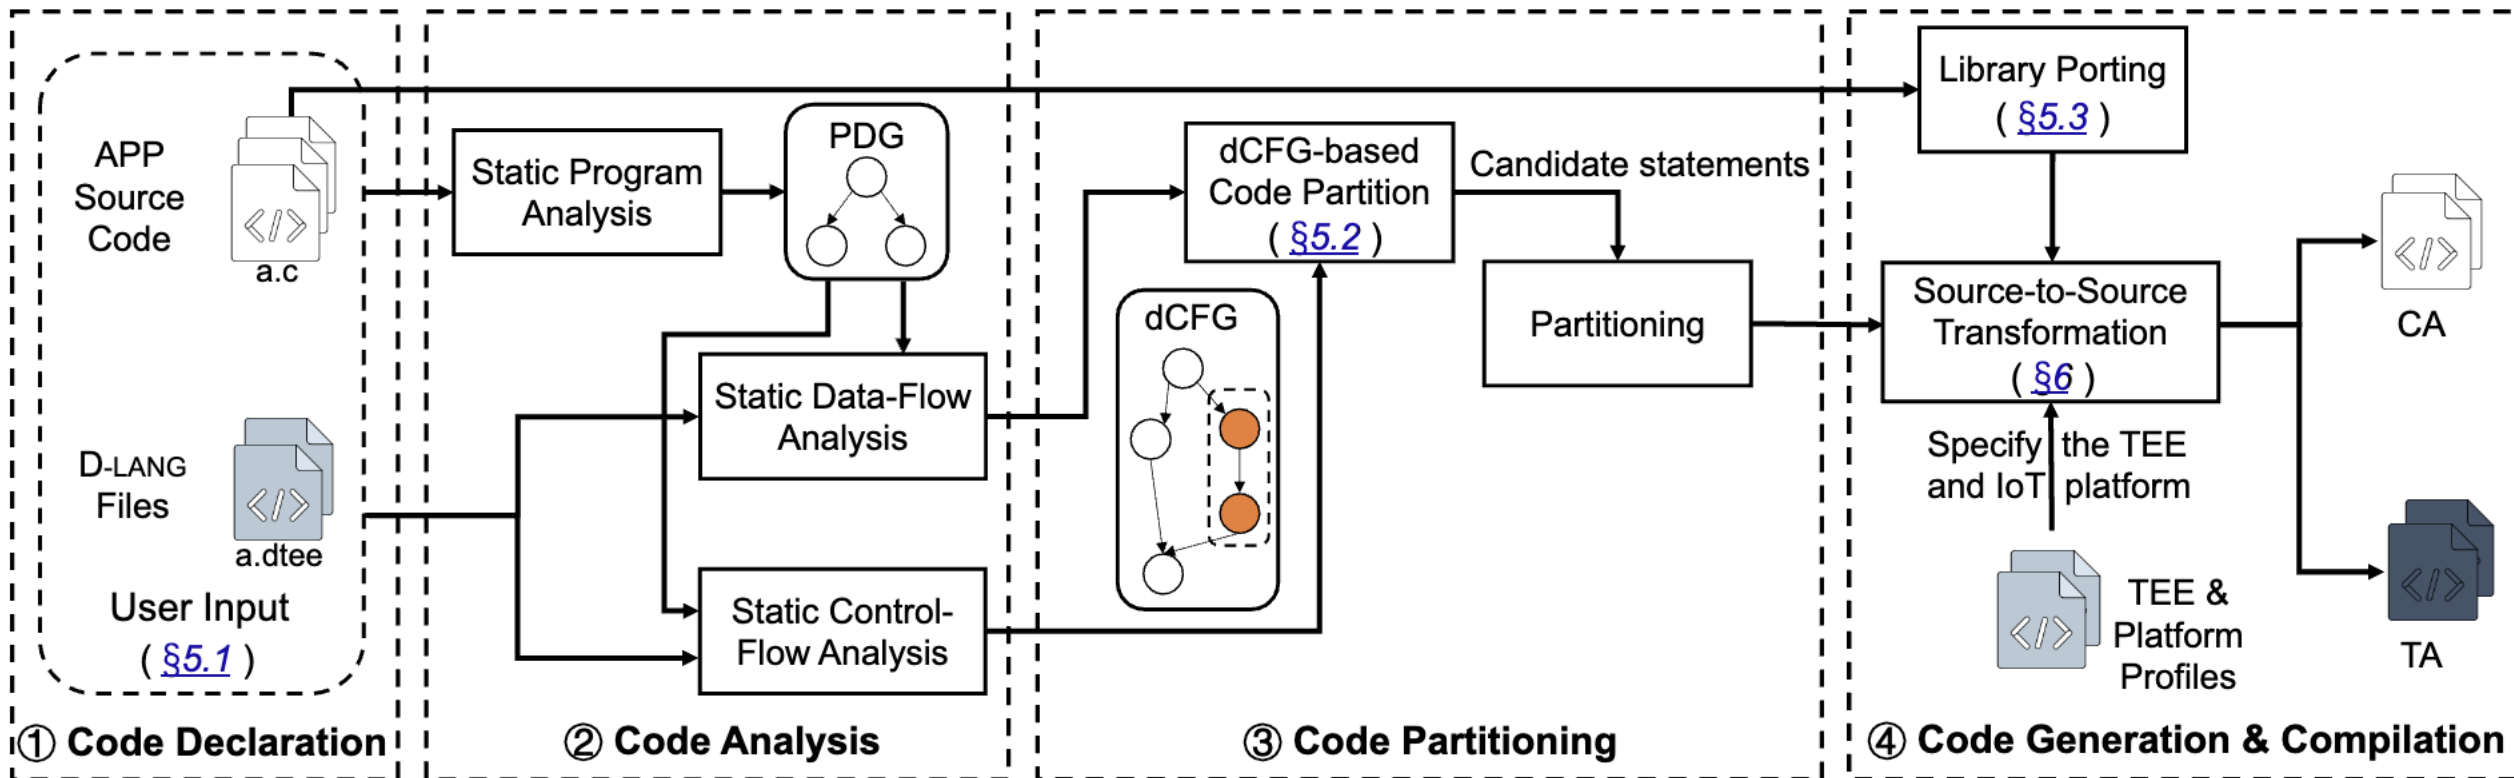 APP
Source
Code
</>
a.c
D-LANG
Files
</>
a.dtee
User Input
( §5.1 )
① Code Declaration
Static Program
Analysis
PDG
Static Data-Flow
Analysis
Static Control-
Flow Analysis
② Code Analysis
dCFG-based
Code Partition
( §5.2 )
Candidate statements
dCFG
Partitioning
③ Code Partitioning
Library Porting
( §5.3 )
Source-to-Source
Transformation
( §6 )
Specify the TEE
and IoT platform
</>
TEE &
Platform
Profiles
</>
CA
</>
TA
④ Code Generation & Compilation